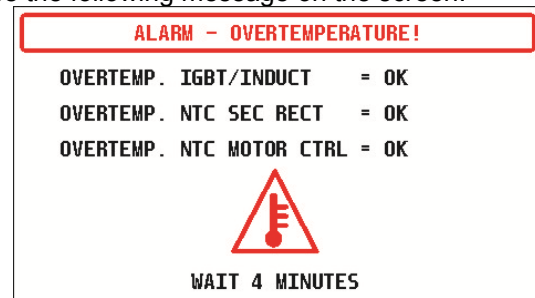 the following message on the screen.
ALARM - OVERTEMPERATURE!
OVERTEMP. IGBT/INDUCT = OK
OVERTEMP. NTC SEC RECT = OK
OVERTEMP. NTC MOTOR CTRL = OK
WAIT 4 MINUTES